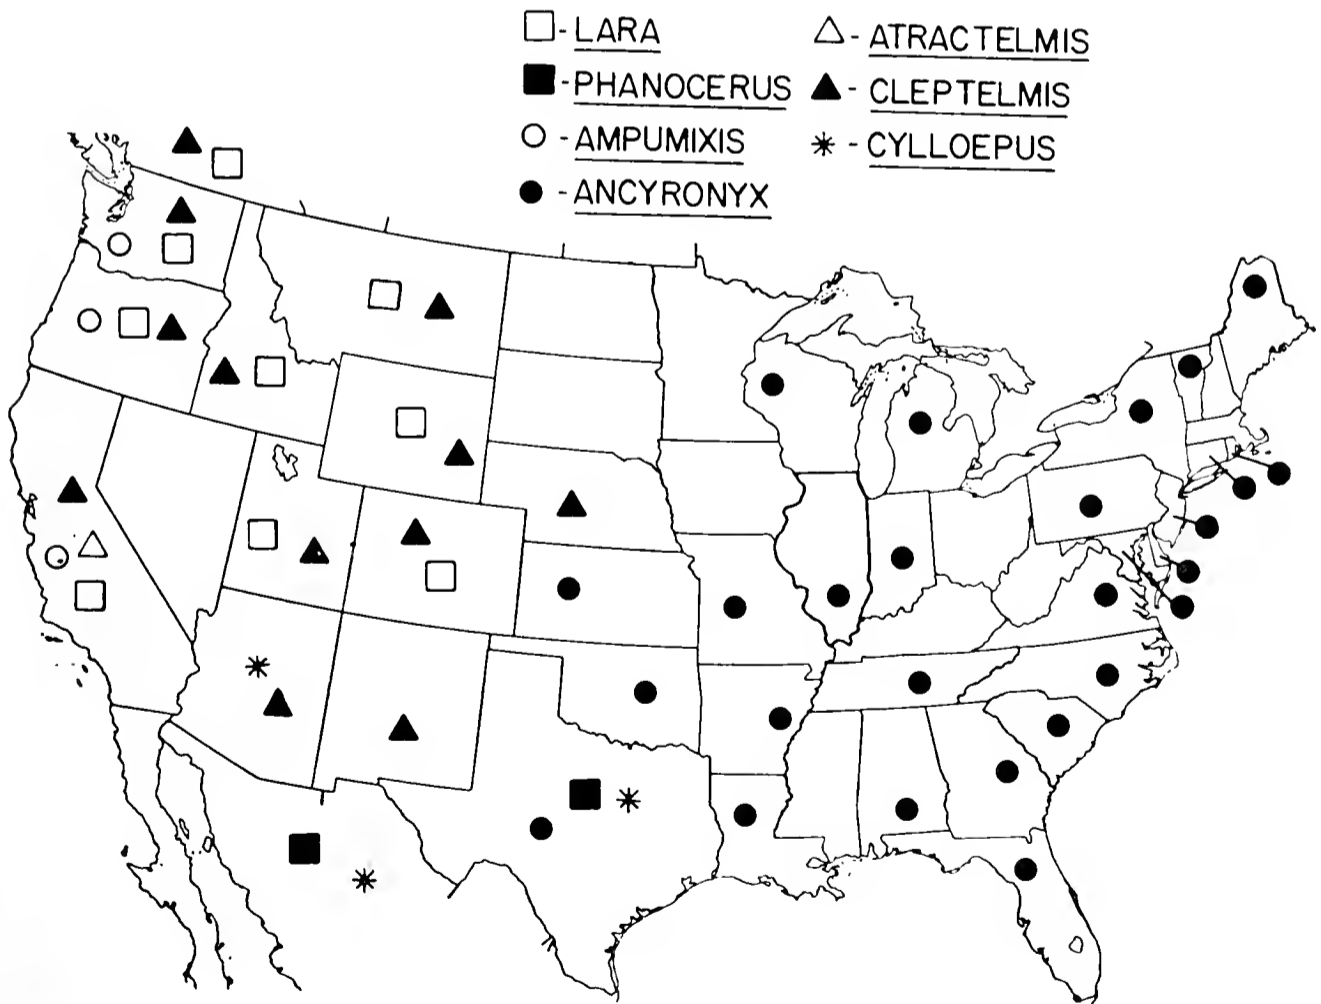 □ - LARA
■ - PHANOCERUS
○ - AMPUMIXIS
● - ANCYRONYX
△ - ATRACTELMIS
▲ - CLEPTELMIS
✳ - CYLLOEPUS